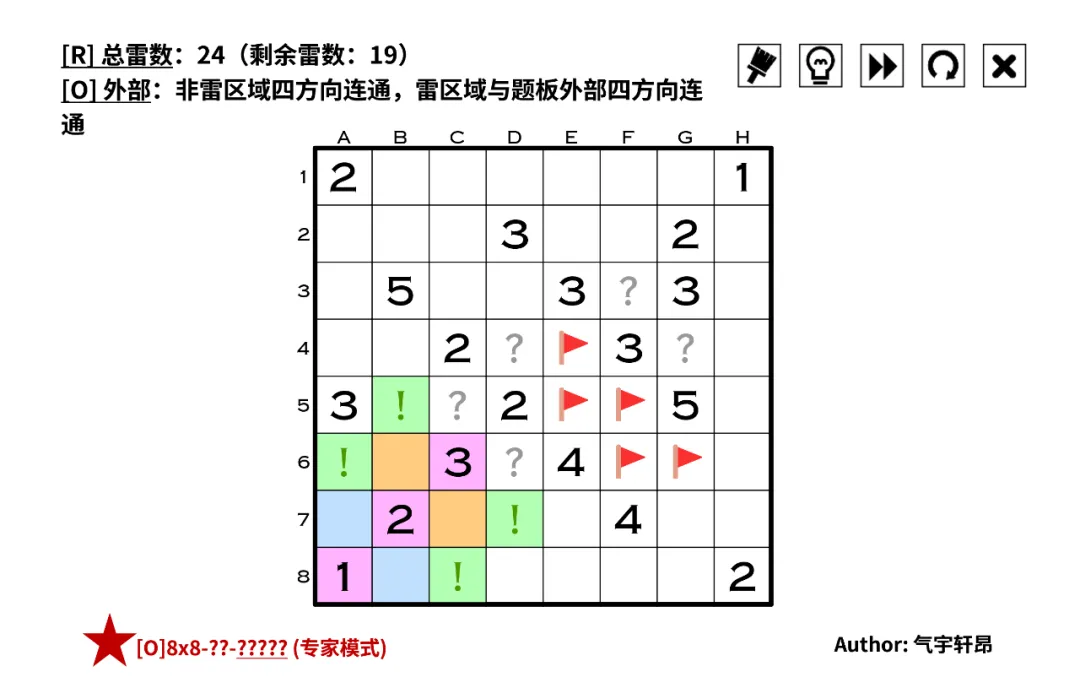 [R] 总雷数：24（剩余雷数：19）
[O] 外部：非雷区域四方向连通，雷区域与题板外部四方向连
通
A B C D E F G H
1 2 1
2 3 2
3 5 3 ? 3
4 2 ? 3 ?
5 3 ! ? 2 5
6 ! 3 ? 4
7 2 ! 4
8 1 ! 2
[O]8x8-??-????? (专家模式)
Author: 气宇轩昂